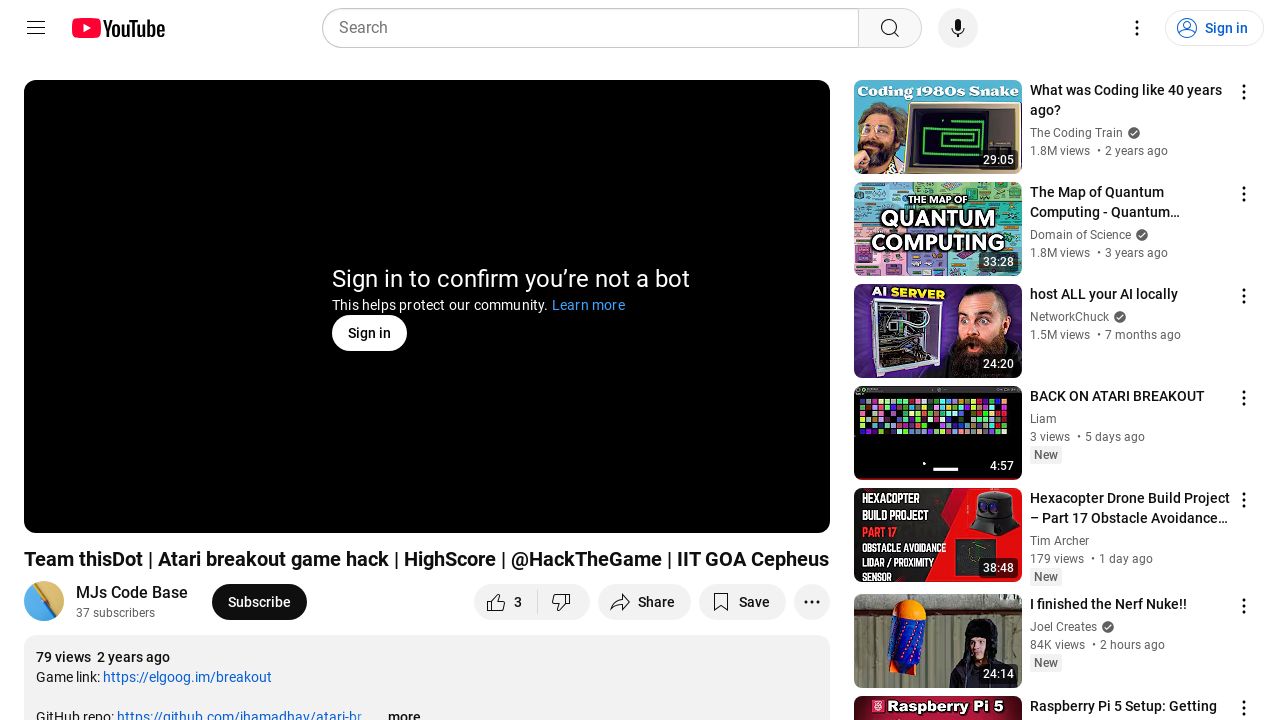 YouTube
Search
Sign in
Sign in to confirm you’re not a bot
This helps protect our community. Learn more
Sign in
Team thisDot | Atari breakout game hack | HighScore | @HackTheGame | IIT GOA Cepheus
MJs Code Base
37 subscribers
Subscribe
3
Share
Save
79 views 2 years ago
Game link: https://elgoog.im/breakout
GitHub repo: https://github.com/jhamadhav/atari-br...
...more
Coding 1980s Snake
29:05
What was Coding like 40 years
ago?
The Coding Train
1.8M views • 2 years ago
THE MAP OF
QUANTUM
COMPUTING
33:28
The Map of Quantum
Computing - Quantum…
Domain of Science
1.8M views • 3 years ago
AI SERVER
24:20
host ALL your AI locally
NetworkChuck
1.5M views • 7 months ago
4:57
BACK ON ATARI BREAKOUT
Liam
3 views • 5 days ago
New
HEXACOPTER
BUILD PROJECT
PART 17
OBSTACLE AVOIDANCE
LIDAR / PROXIMITY
SENSOR
38:48
Hexacopter Drone Build Project
– Part 17 Obstacle Avoidance…
Tim Archer
179 views • 1 day ago
New
24:14
I finished the Nerf Nuke!!
Joel Creates
84K views • 2 hours ago
New
Raspberry Pi 5
Raspberry Pi 5 Setup: Getting